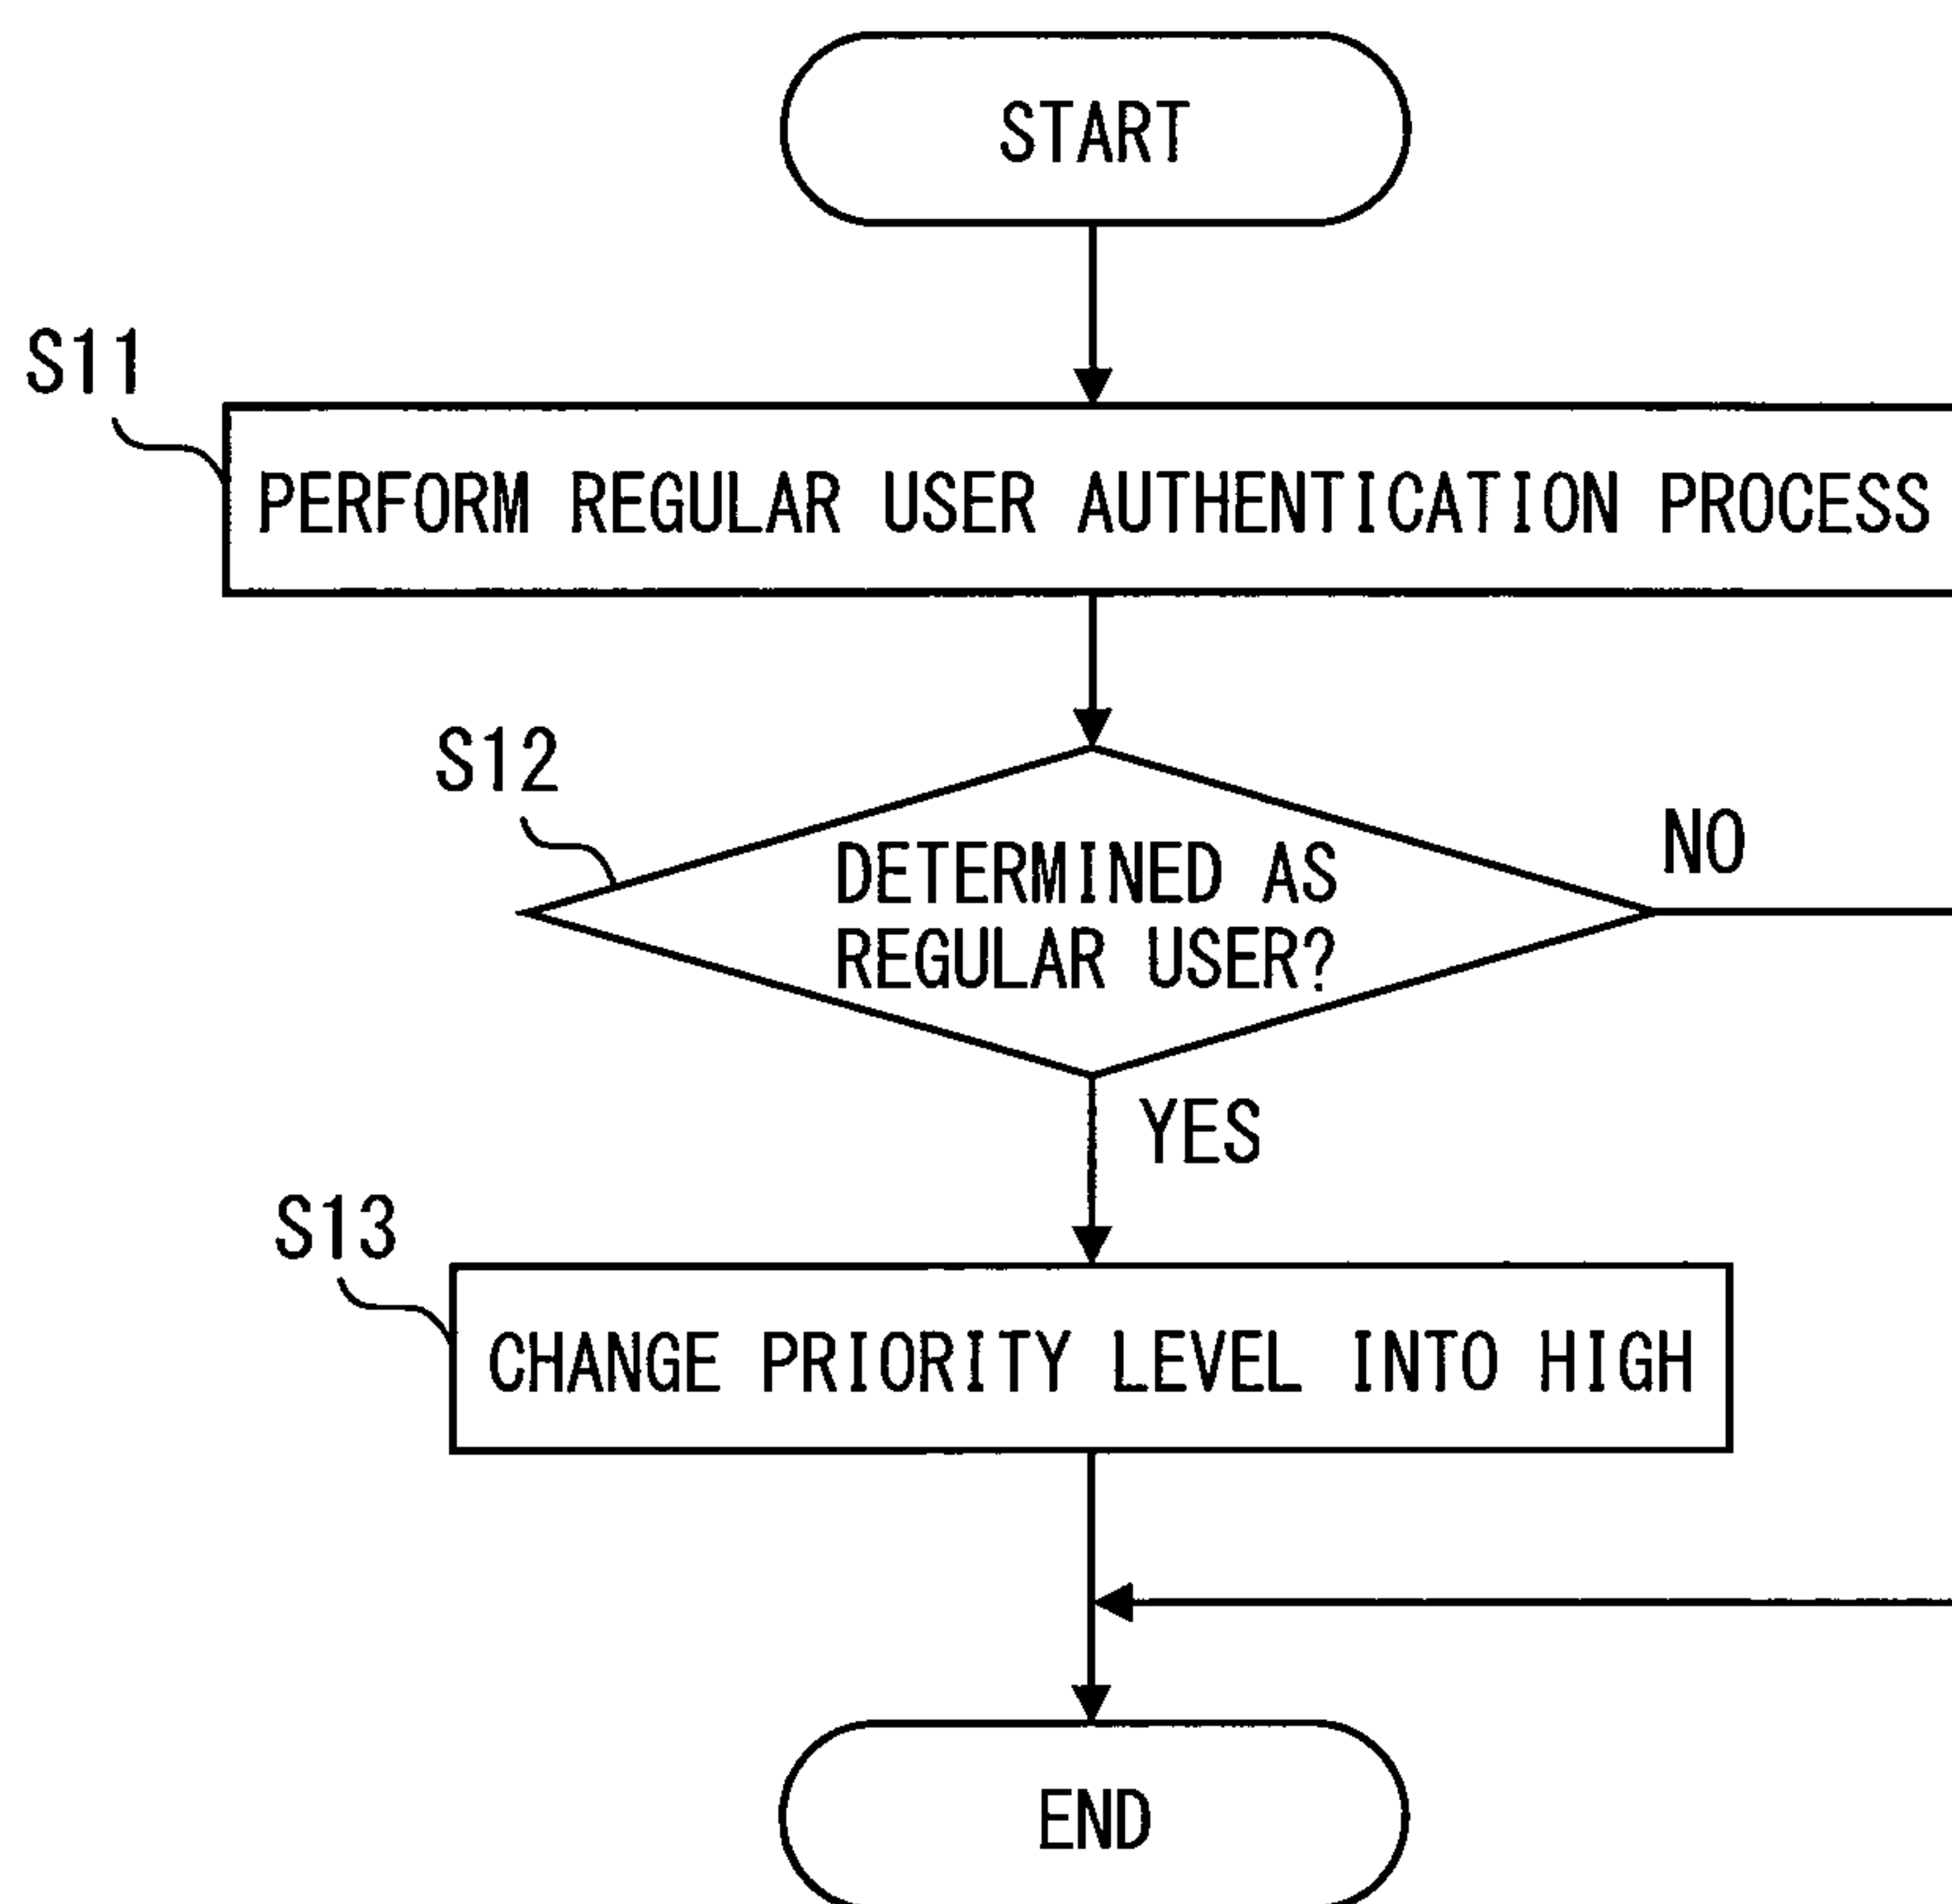 START
S11
PERFORM REGULAR USER AUTHENTICATION PROCESS
S12
DETERMINED AS
REGULAR USER?
NO
YES
S13
CHANGE PRIORITY LEVEL INTO HIGH
END